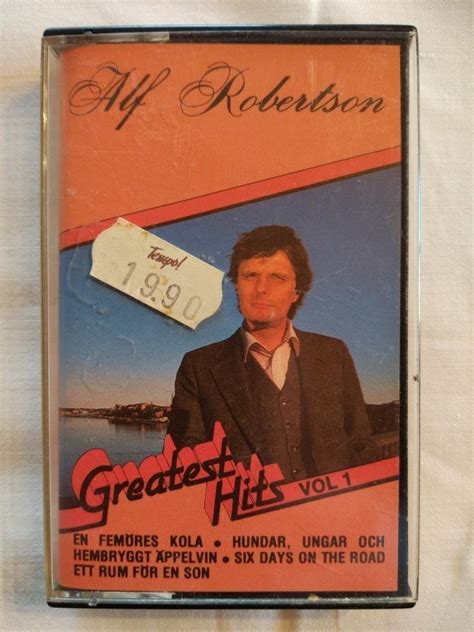 Alf Robertson
Tempo!
19.90
Greatest
Hits VOL 1
EN FEMÖRES KOLA • HUNDAR, UNGAR OCH
HEMBRYGGT ÄPPELVIN • SIX DAYS ON THE ROAD
ETT RUM FÖR EN SON